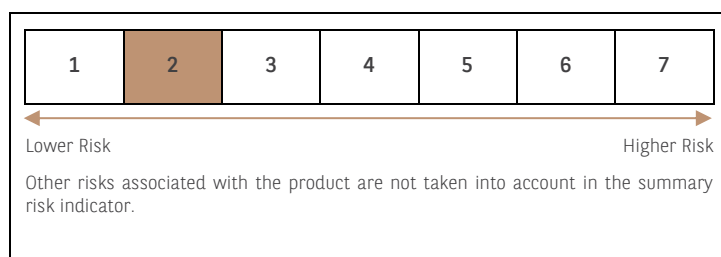 1 2 3 4 5 6 7
Lower Risk Higher Risk
Other risks associated with the product are not taken into account in the summary
risk indicator.